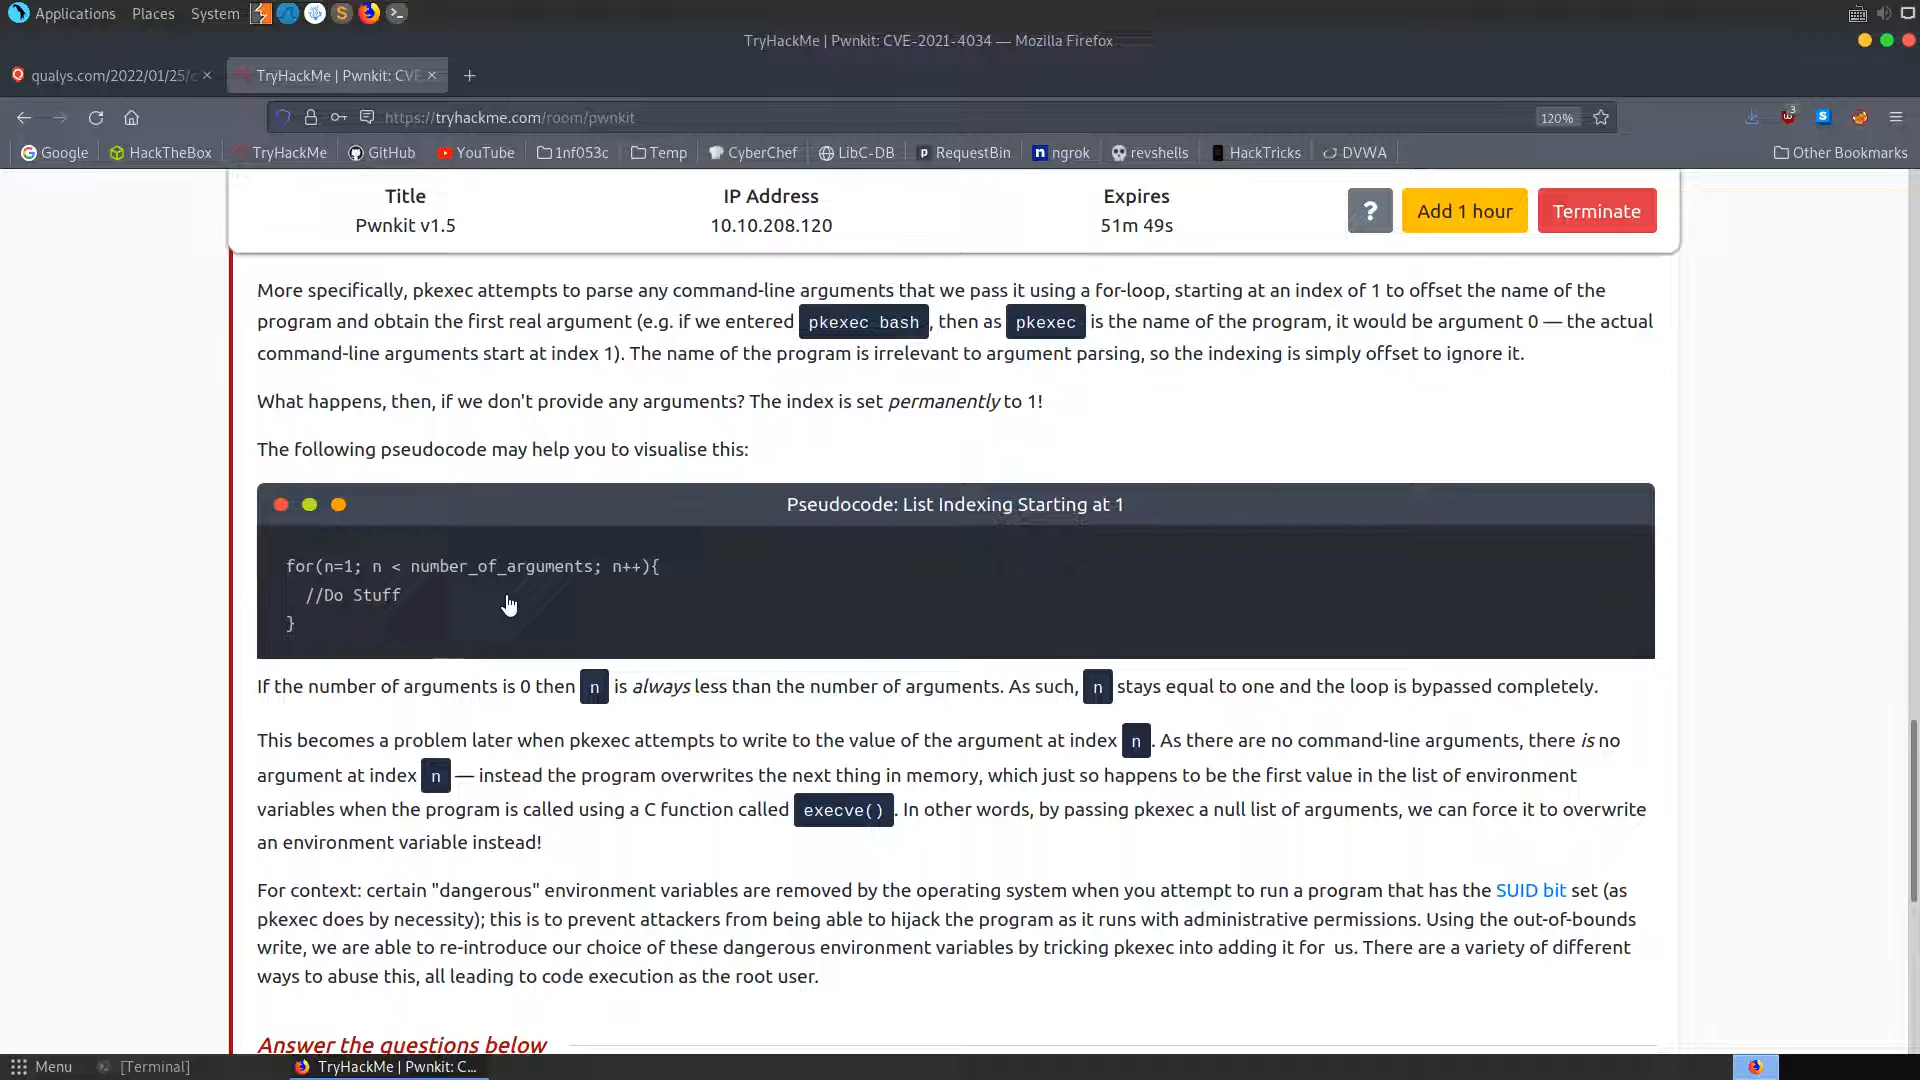 Applications Places System
TryHackMe | Pwnkit: CVE-2021-4034 — Mozilla Firefox
qualys.com/2022/01/25/c
TryHackMe | Pwnkit: CVE
https://tryhackme.com/room/pwnkit
120%
3
Google HackTheBox TryHackMe GitHub YouTube 1nf053c Temp CyberChef LibC-DB RequestBin ngrok revshells HackTricks DVWA Other Bookmarks
Title IP Address Expires
Pwnkit v1.5 10.10.208.120 51m 49s
? Add 1 hour Terminate
More specifically, pkexec attempts to parse any command-line arguments that we pass it using a for-loop, starting at an index of 1 to offset the name of the
program and obtain the first real argument (e.g. if we entered pkexec bash , then as pkexec is the name of the program, it would be argument 0 — the actual
command-line arguments start at index 1). The name of the program is irrelevant to argument parsing, so the indexing is simply offset to ignore it.
What happens, then, if we don't provide any arguments? The index is set permanently to 1!
The following pseudocode may help you to visualise this:
Pseudocode: List Indexing Starting at 1
for(n=1; n < number_of_arguments; n++){
//Do Stuff
}
If the number of arguments is 0 then n is always less than the number of arguments. As such, n stays equal to one and the loop is bypassed completely.
This becomes a problem later when pkexec attempts to write to the value of the argument at index n . As there are no command-line arguments, there is no
argument at index n — instead the program overwrites the next thing in memory, which just so happens to be the first value in the list of environment
variables when the program is called using a C function called execve() . In other words, by passing pkexec a null list of arguments, we can force it to overwrite
an environment variable instead!
For context: certain "dangerous" environment variables are removed by the operating system when you attempt to run a program that has the SUID bit set (as
pkexec does by necessity); this is to prevent attackers from being able to hijack the program as it runs with administrative permissions. Using the out-of-bounds
write, we are able to re-introduce our choice of these dangerous environment variables by tricking pkexec into adding it for us. There are a variety of different
ways to abuse this, all leading to code execution as the root user.
Answer the questions below
Menu [Terminal] TryHackMe | Pwnkit: C...